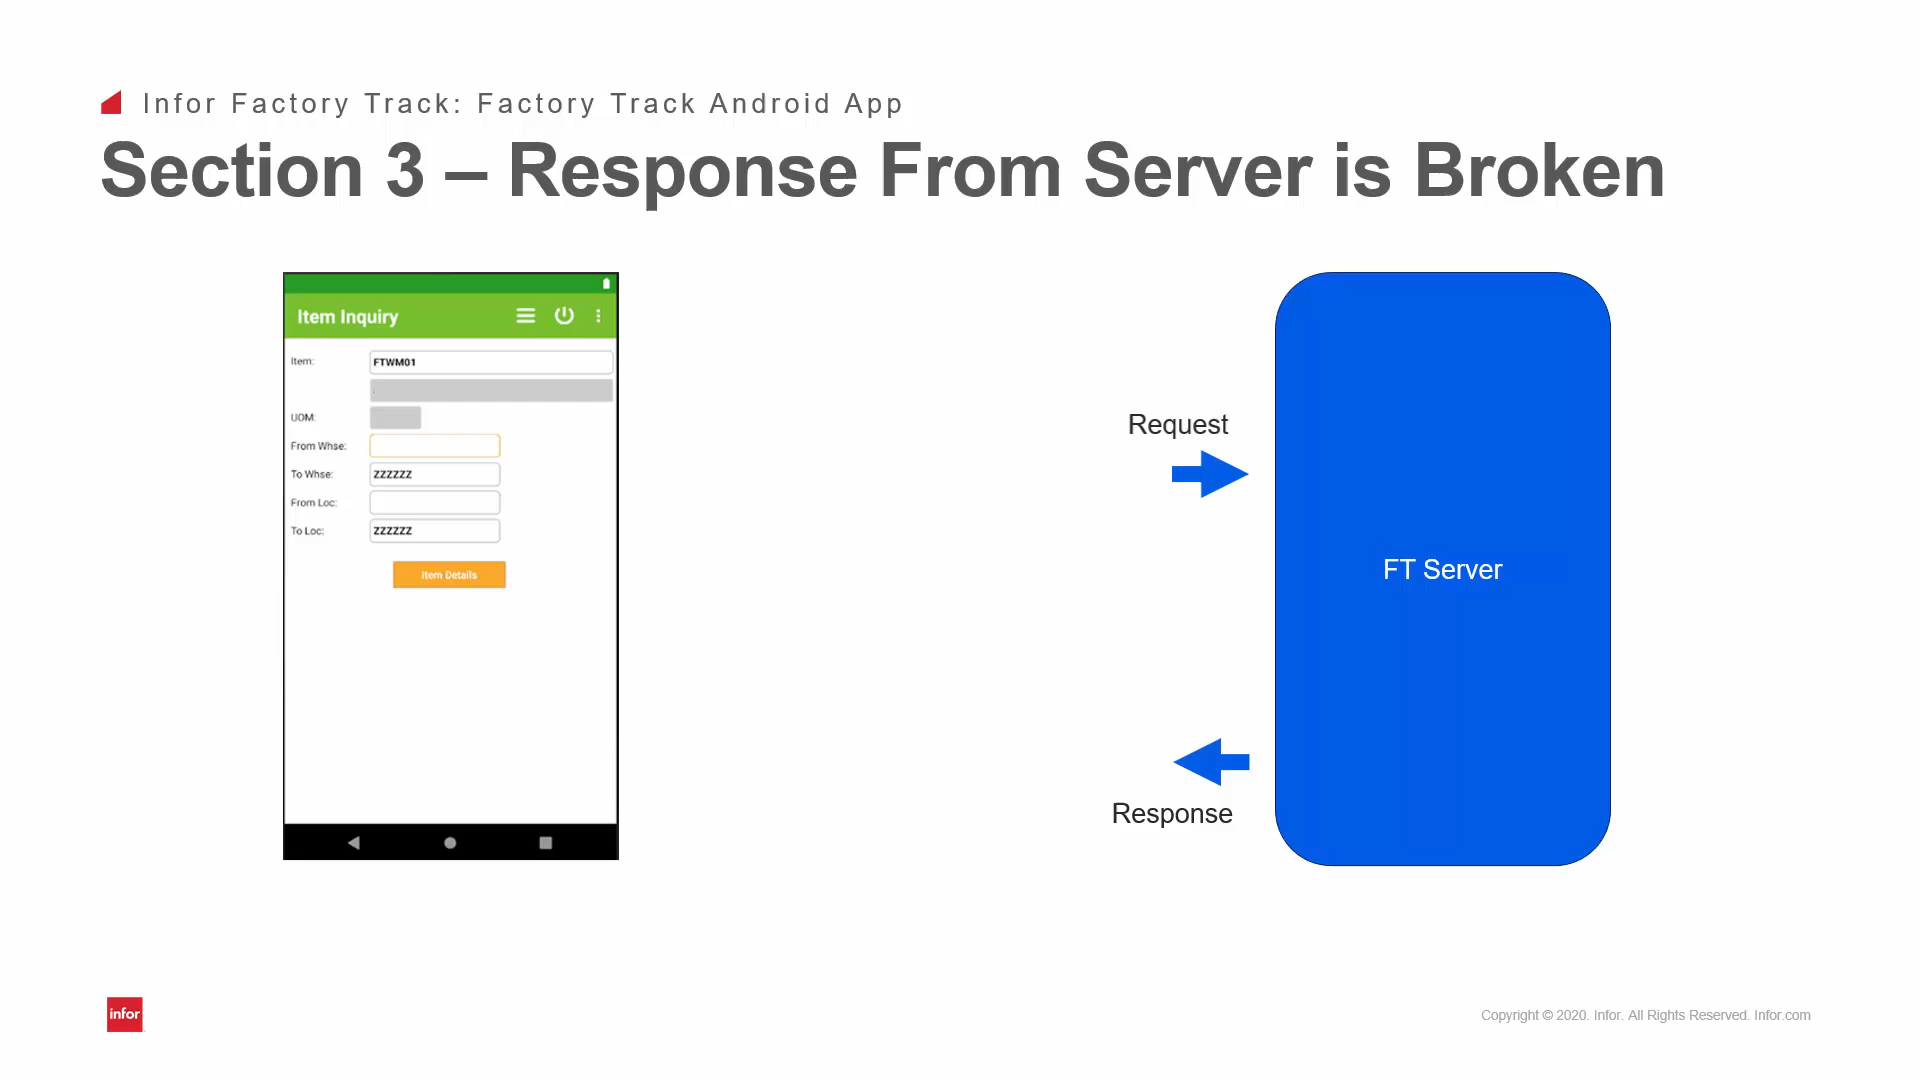 Infor Factory Track: Factory Track Android App
Section 3 – Response From Server is Broken
Item Inquiry
Item: FTWM01
UOM:
From Whse:
To Whse: ZZZZZZ
From Loc:
To Loc: ZZZZZZ
Item Details
Request
FT Server
Response
infor
Copyright © 2020. Infor. All Rights Reserved. Infor.com